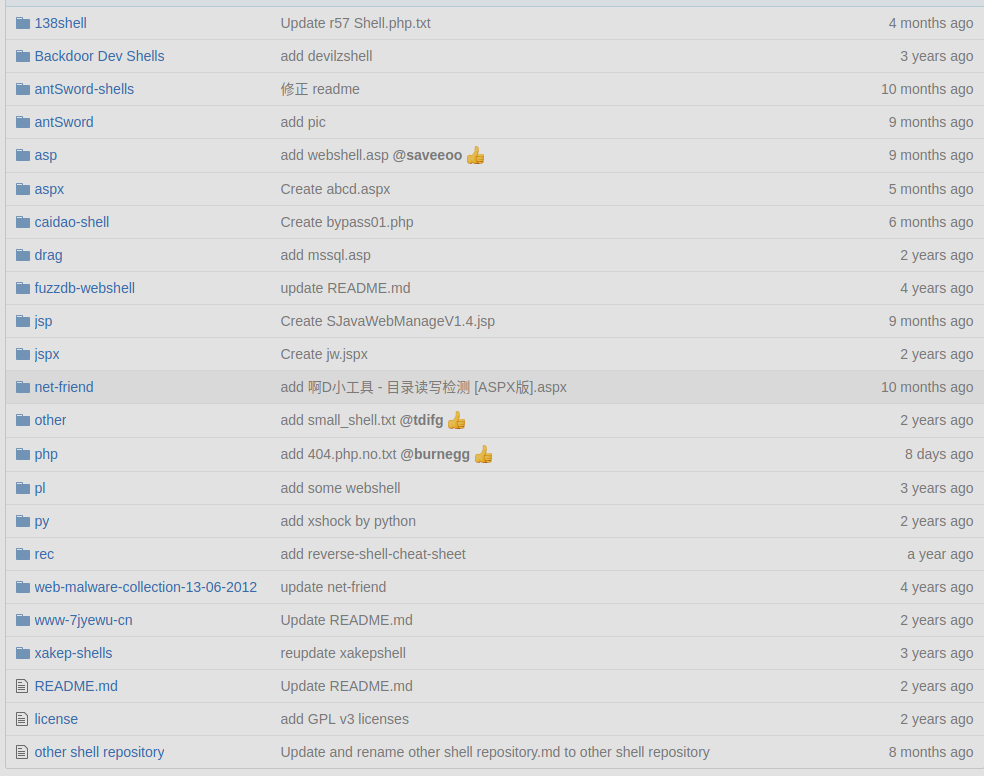 138shell Update r57 Shell.php.txt 4 months ago
Backdoor Dev Shells add devilzshell 3 years ago
antSword-shells 修正 readme 10 months ago
antSword add pic 9 months ago
asp add webshell.asp @saveeoo 👍 9 months ago
aspx Create abcd.aspx 5 months ago
caidao-shell Create bypass01.php 6 months ago
drag add mssql.asp 2 years ago
fuzzdb-webshell update README.md 4 years ago
jsp Create SJavaWebManageV1.4.jsp 9 months ago
jspx Create jw.jspx 2 years ago
net-friend add 啊D小工具 - 目录读写检测 [ASPX版].aspx 10 months ago
other add small_shell.txt @tdifg 👍 2 years ago
php add 404.php.no.txt @burnegg 👍 8 days ago
pl add some webshell 3 years ago
py add xshock by python 2 years ago
rec add reverse-shell-cheat-sheet a year ago
web-malware-collection-13-06-2012 update net-friend 4 years ago
www-7jyewu-cn Update README.md 2 years ago
xakep-shells reupdate xakepshell 3 years ago
README.md Update README.md 2 years ago
license add GPL v3 licenses 2 years ago
other shell repository Update and rename other shell repository.md to other shell repository 8 months ago